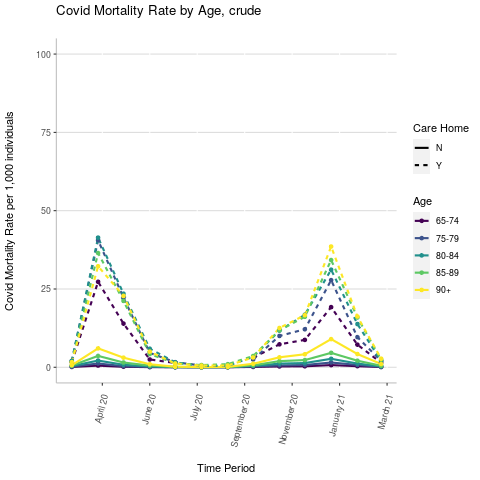 Covid Mortality Rate by Age, crude
Covid Mortality Rate per 1,000 individuals
100
75
50
25
0
April 20
June 20
July 20
September 20
November 20
January 21
March 21
Time Period
Care Home
N
Y
Age
65-74
75-79
80-84
85-89
90+